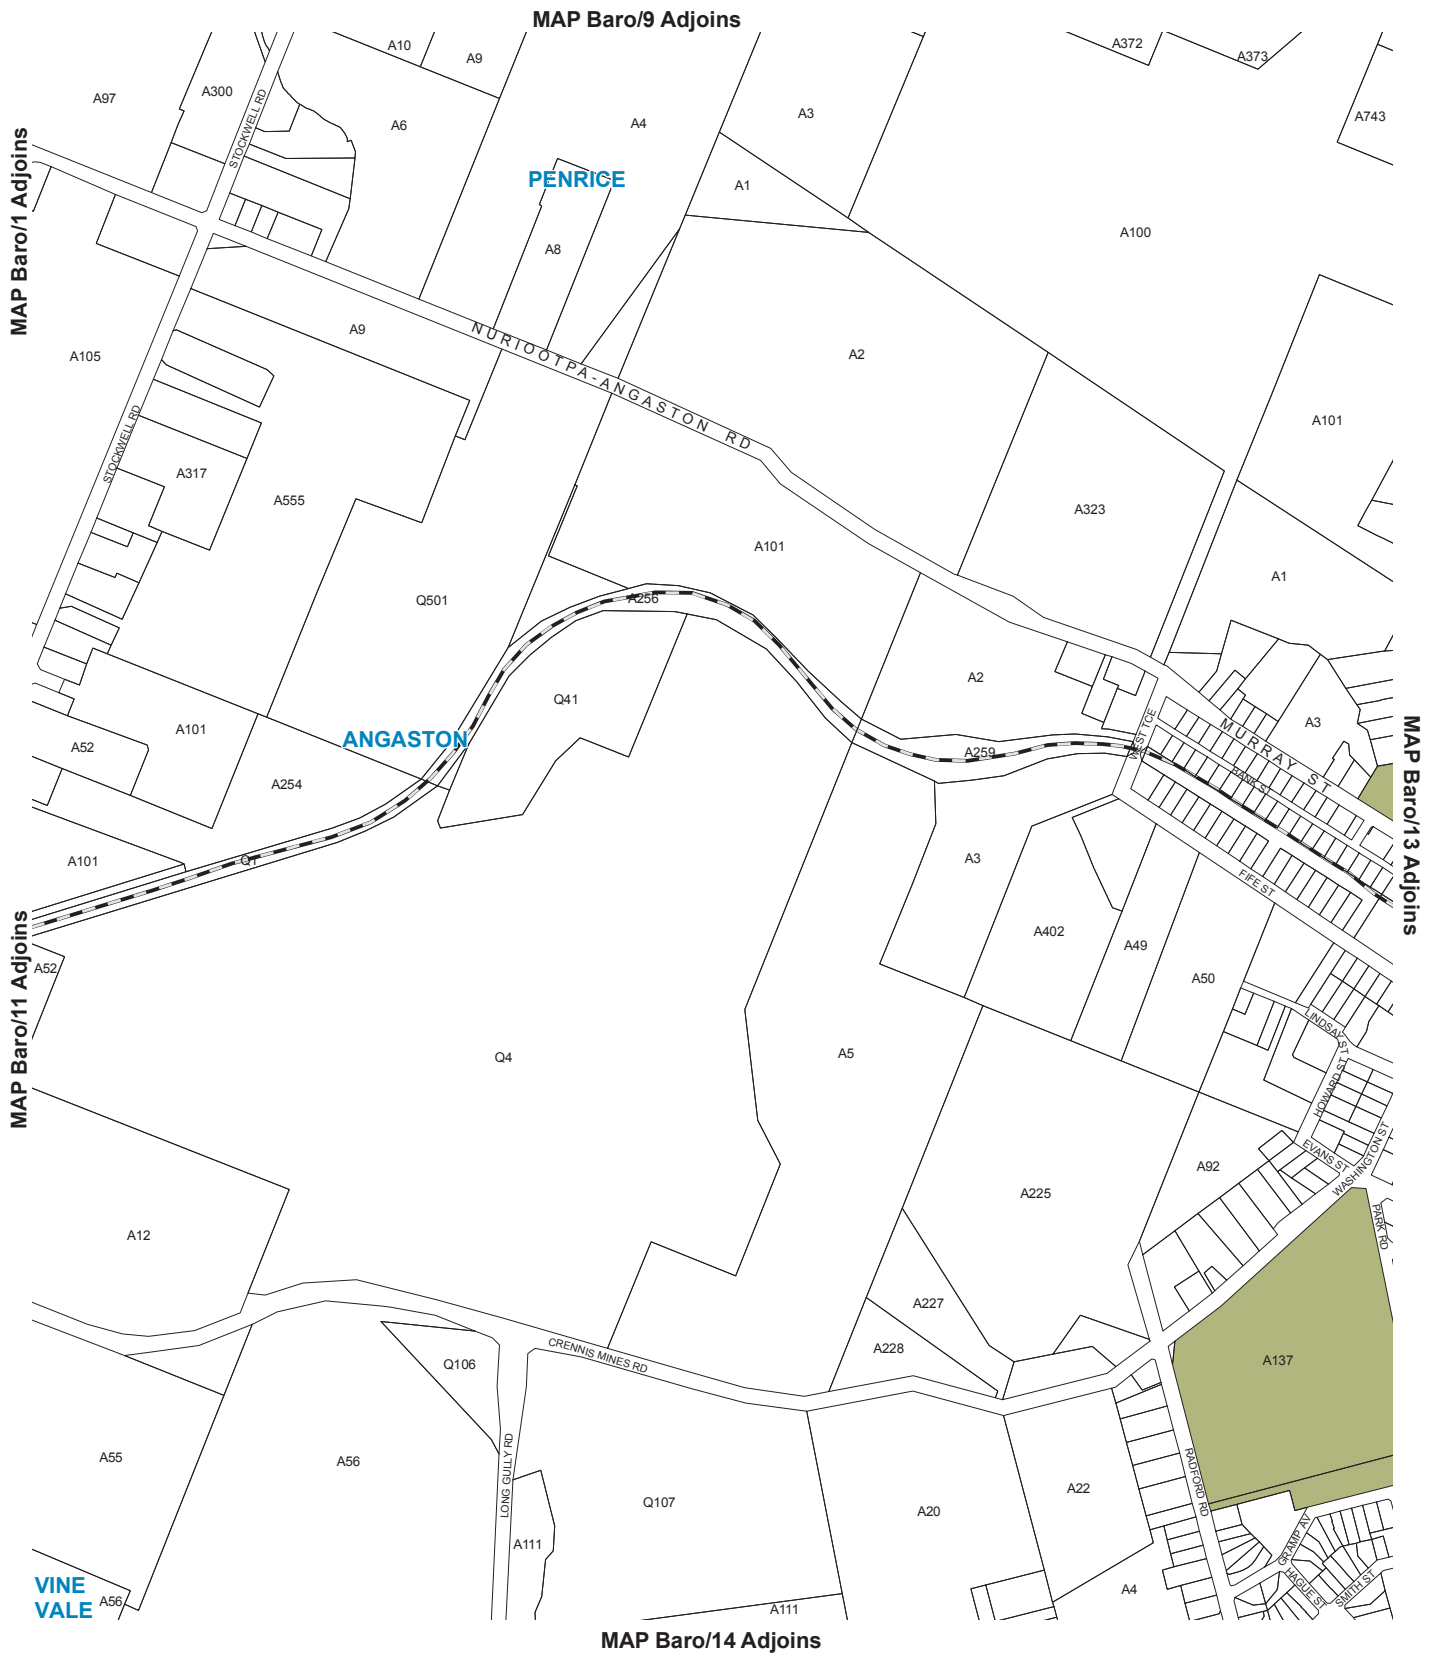 MAP Baro/9 Adjoins
A10
A9
A372
A373
A97
A300
STOCKWELL RD
A6
A4
A3
A743
MAP Baro/1 Adjoins
PENRICE
A1
A8
A100
A9
NURIOOTPA-ANGASTON RD
A105
A2
STOCKWELL RD
A101
A317
A555
A323
A101
Q501
A256
A1
Q41
A2
A3
A101
ANGASTON
A52
A259
WEST TCE
MURRAY ST
BANK ST
MAP Baro/13 Adjoins
A254
A101
Q1
A3
FIFE ST
A402
A49
A50
A52
MAP Baro/11 Adjoins
LINDSAY ST
Q4
A5
HOWARD ST
EVANS ST
WASHINGTON ST
A92
A225
PARK RD
A12
A227
A228
CRENNIS MINES RD
Q106
A137
A55
A56
LONG GULLY RD
Q107
A20
A22
RADFORD RD
A111
GRAMP AV
HAGUE ST
SMITH ST
VINE
VALE
A56
A111
A4
MAP Baro/14 Adjoins